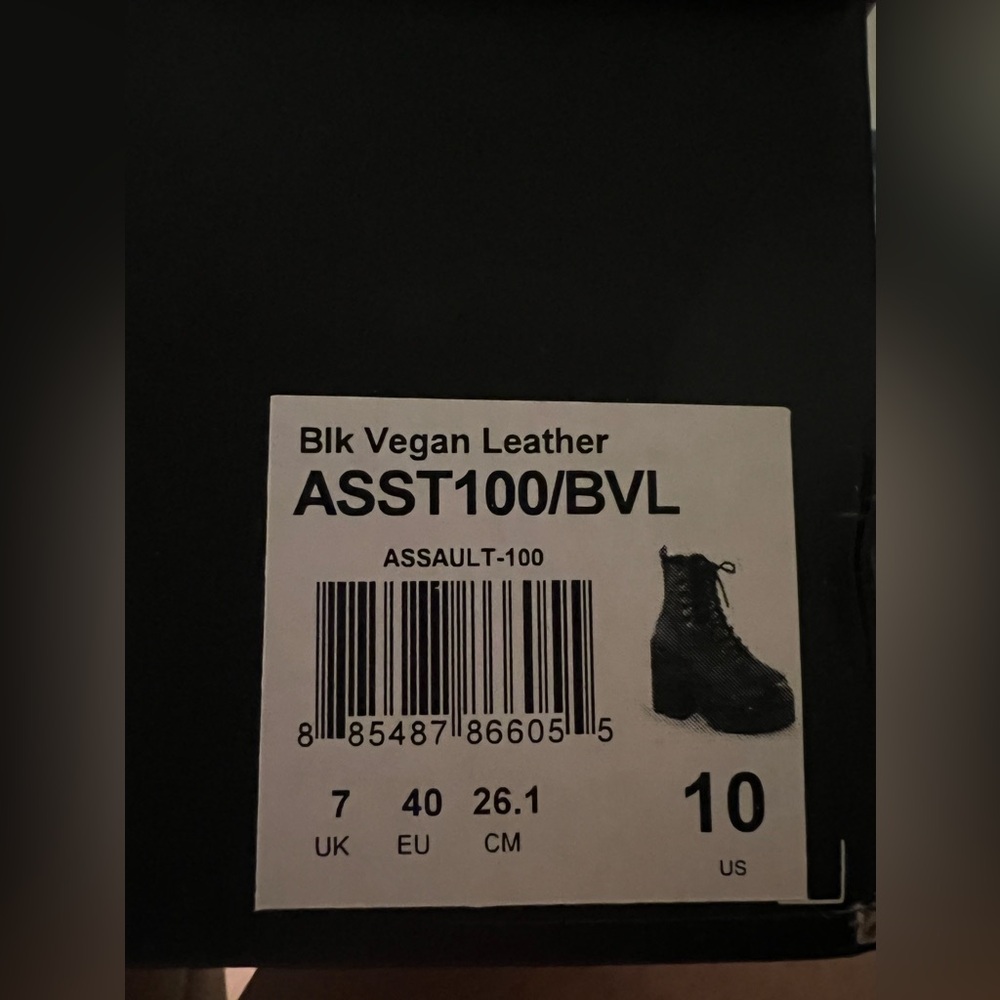 Blk Vegan Leather
ASST100/BVL
ASSAULT-100
8 85487 86605 5
7 40 26.1 10
UK EU CM US